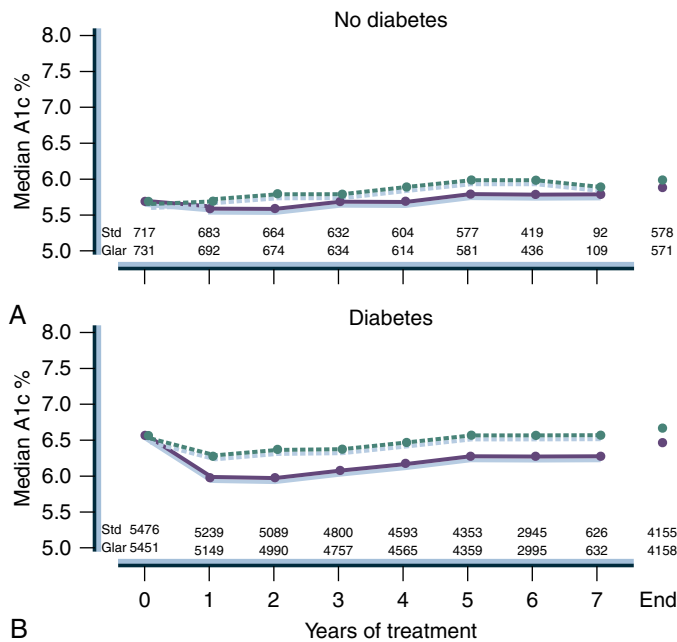 No diabetes
Median A1c %
8.0
7.5
7.0
6.5
6.0
5.5
5.0
Std 717 683 664 632 604 577 419 92 578
Glar 731 692 674 634 614 581 436 109 571
A
Diabetes
Median A1c %
8.0
7.5
7.0
6.5
6.0
5.5
5.0
Std 5476 5239 5089 4800 4593 4353 2945 626 4155
Glar 5451 5149 4990 4757 4565 4359 2995 632 4158
0 1 2 3 4 5 6 7 End
B
Years of treatment